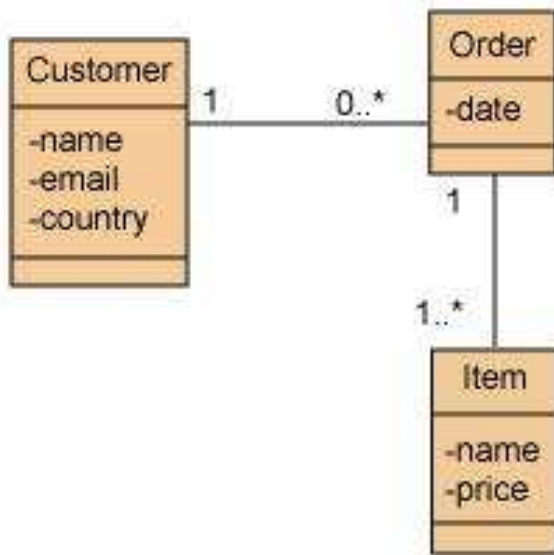 Customer
-name
-email
-country
1
0..*
Order
-date
1
1..*
Item
-name
-price